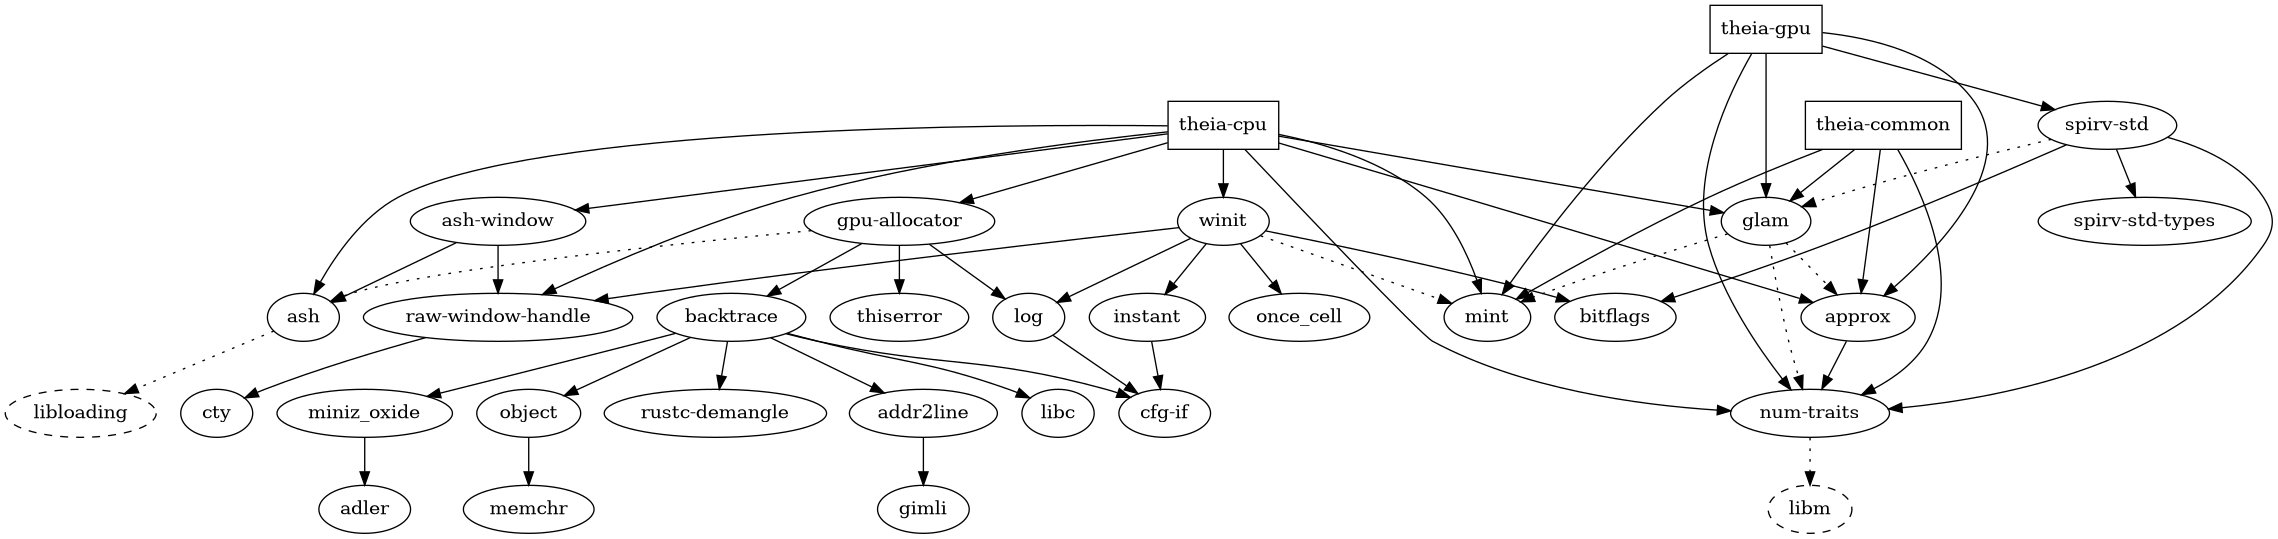 theia-gpu
theia-cpu
theia-common
spirv-std
ash-window
gpu-allocator
winit
glam
spirv-std-types
ash
raw-window-handle
backtrace
thiserror
log
instant
once_cell
mint
bitflags
approx
libloading
cty
miniz_oxide
object
rustc-demangle
addr2line
libc
cfg-if
num-traits
adler
memchr
gimli
libm